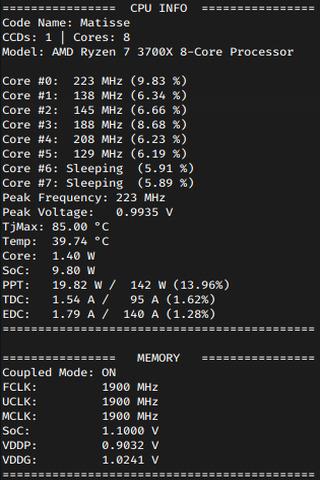 ================ CPU INFO ================
Code Name: Matisse
CCDs: 1 | Cores: 8
Model: AMD Ryzen 7 3700X 8-Core Processor
Core #0: 223 MHz (9.83 %)
Core #1: 138 MHz (6.34 %)
Core #2: 145 MHz (6.66 %)
Core #3: 188 MHz (8.68 %)
Core #4: 208 MHz (6.23 %)
Core #5: 129 MHz (6.19 %)
Core #6: Sleeping (5.91 %)
Core #7: Sleeping (5.89 %)
Peak Frequency: 223 MHz
Peak Voltage: 0.9935 V
TjMax: 85.00 °C
Temp: 39.74 °C
Core: 1.40 W
SoC: 9.80 W
PPT: 19.82 W / 142 W (13.96%)
TDC: 1.54 A / 95 A (1.62%)
EDC: 1.79 A / 140 A (1.28%)
============================================
================ MEMORY ================
Coupled Mode: ON
FCLK: 1900 MHz
UCLK: 1900 MHz
MCLK: 1900 MHz
SoC: 1.1000 V
VDDP: 0.9032 V
VDDG: 1.0241 V
============================================